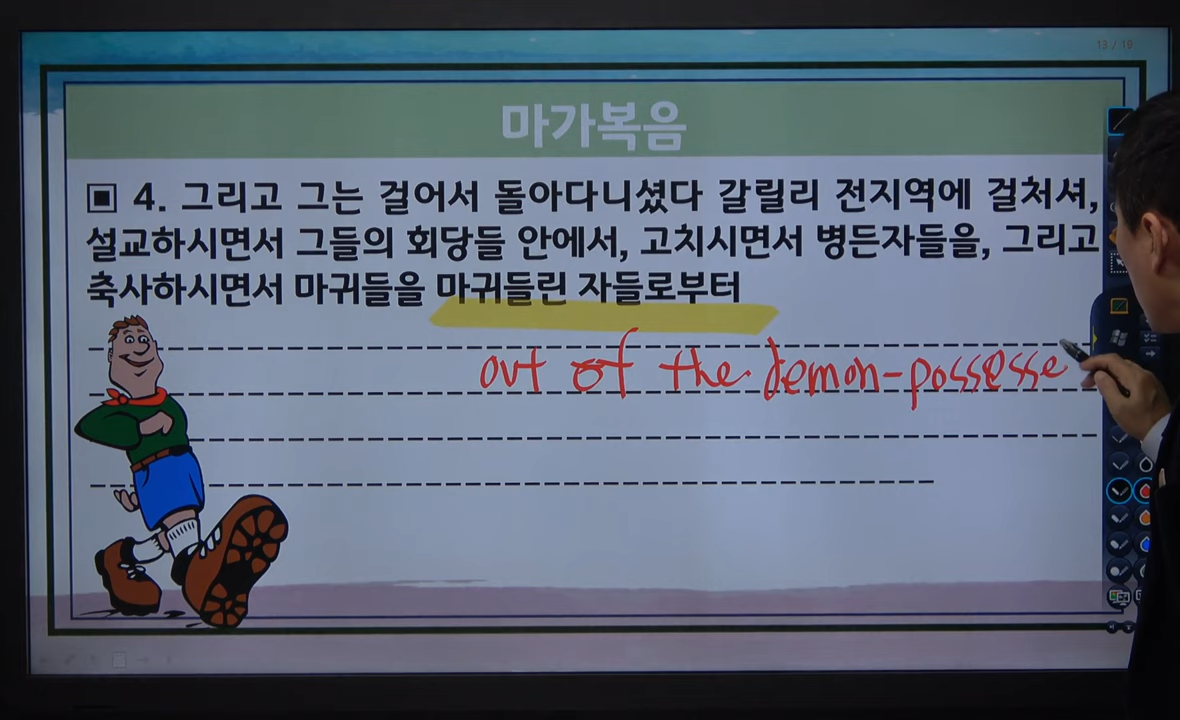 13 / 19
마가복음
▣ 4. 그리고 그는 걸어서 돌아다니셨다 갈릴리 전지역에 걸처셔,
설교하시면서 그들의 회당들 안에서, 고치시면서 병든자들을, 그리고
축사하시면서 마귀들을 마귀들린 자들로부터
out of the demon-possesse